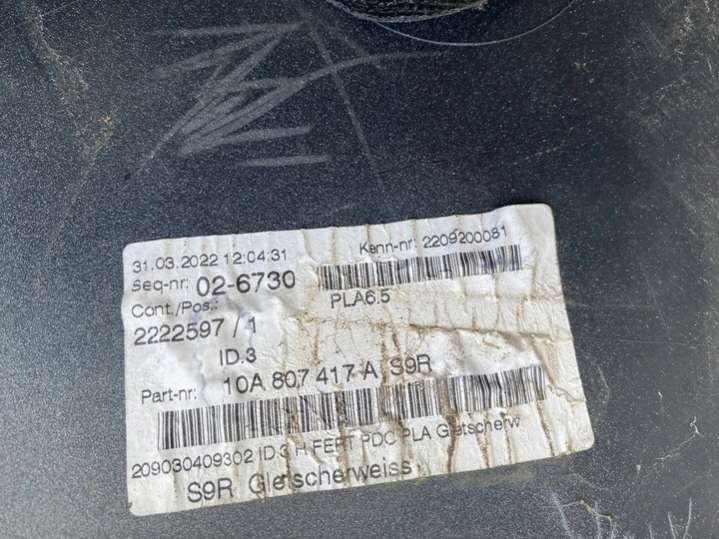 31.03.2022 12:04:31
Kenn-nr: 2209200081
Seq-nr: 02-6730
PLA6.5
Cont./Pos.:
2222597 / 1
ID.3
Part-nr: 10A 807 417 A S9R
209030409302 ID.3 H FERT PDC PLA Gletscherw
S9R Gletscherweiss